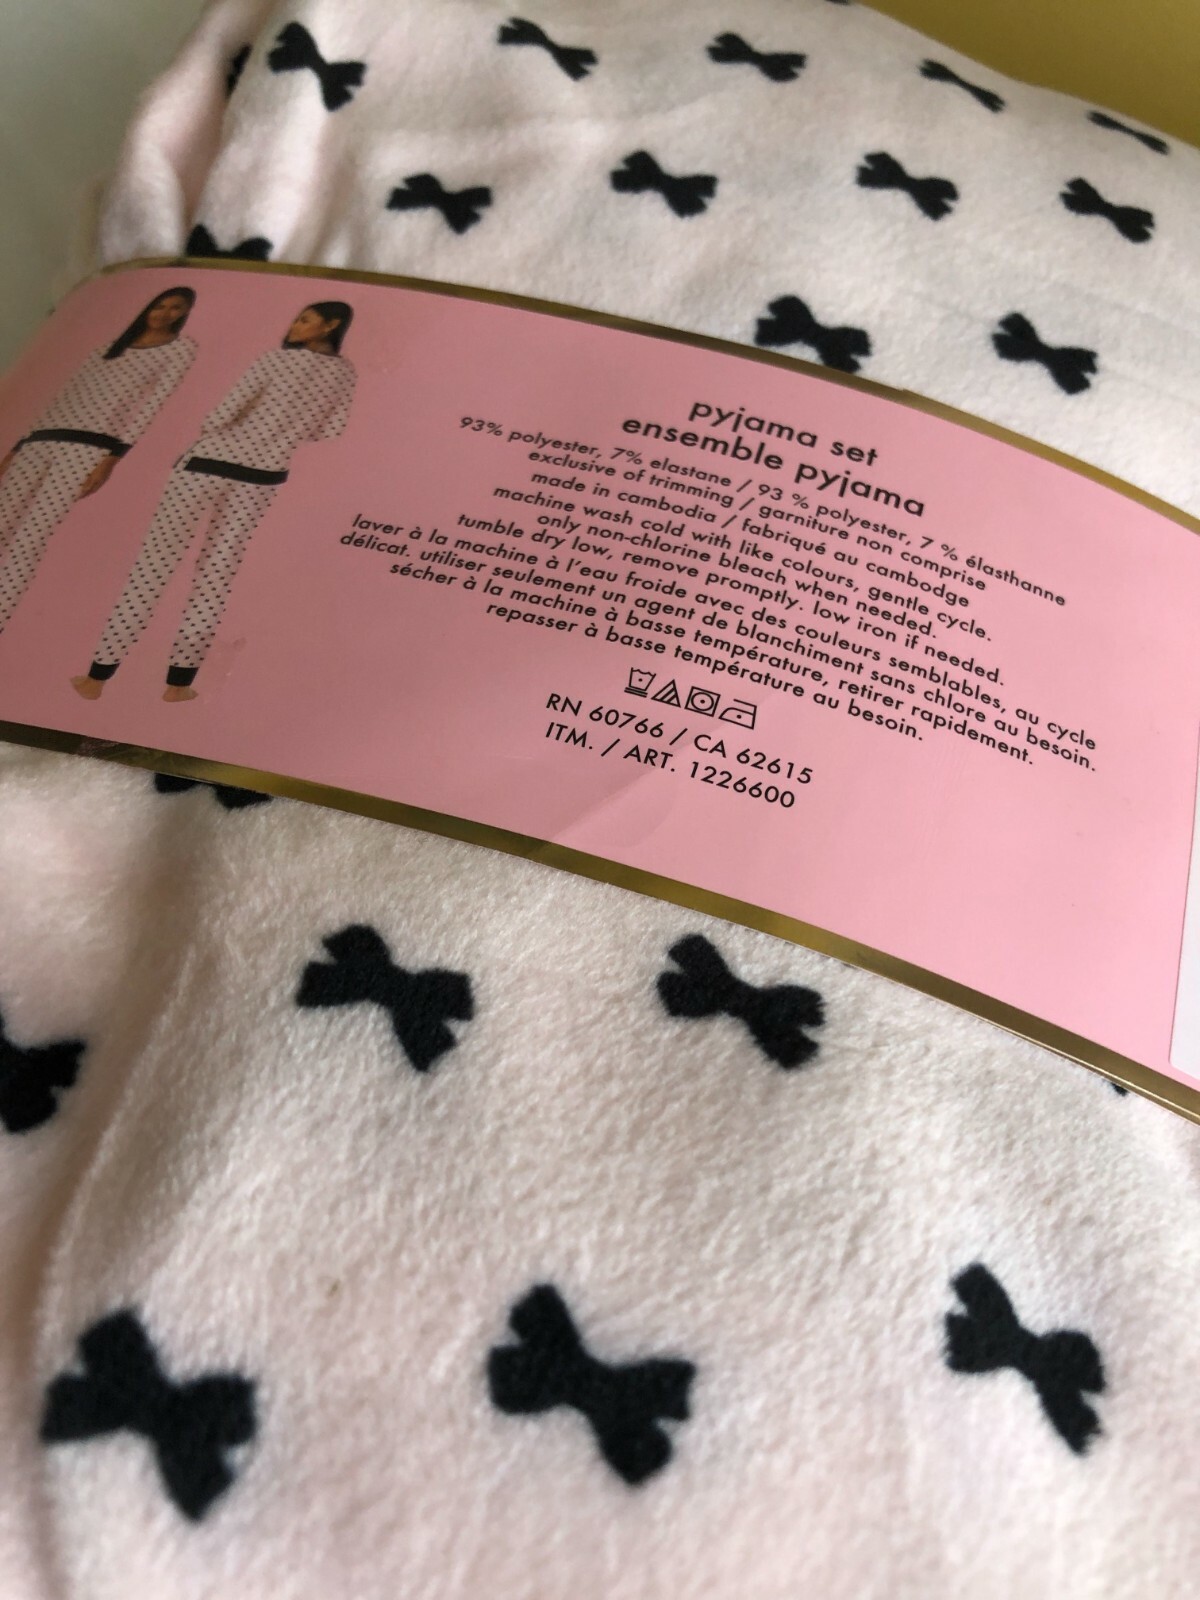 pyjama set
ensemble pyjama
93% polyester, 7% elastane / 93 % polyester, 7 % élasthanne
exclusive of trimming / garniture non comprise
made in cambodia / fabriqué au cambodge
machine wash cold with like colours, gentle cycle.
only non-chlorine bleach when needed.
tumble dry low, remove promptly. low iron if needed.
laver à la machine à l'eau froide avec des couleurs semblables, au cycle
délicat. utiliser seulement un agent de blanchiment sans chlore au besoin.
sécher à la machine à basse température, retirer rapidement.
repasser à basse température au besoin.
RN 60766 / CA 62615
ITM. / ART. 1226600